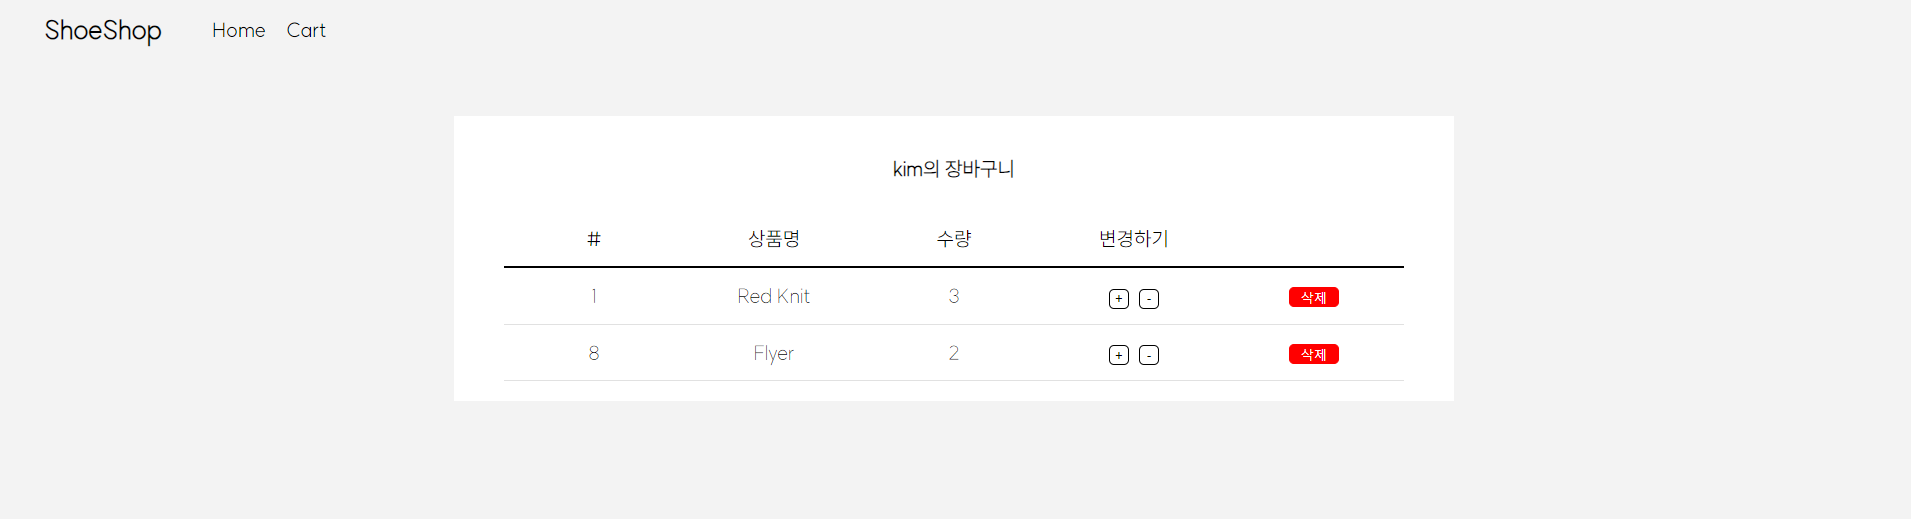 ShoeShop Home Cart
kim의 장바구니
# 상품명 수량 변경하기
1 Red Knit 3 + - 삭제
8 Flyer 2 + - 삭제